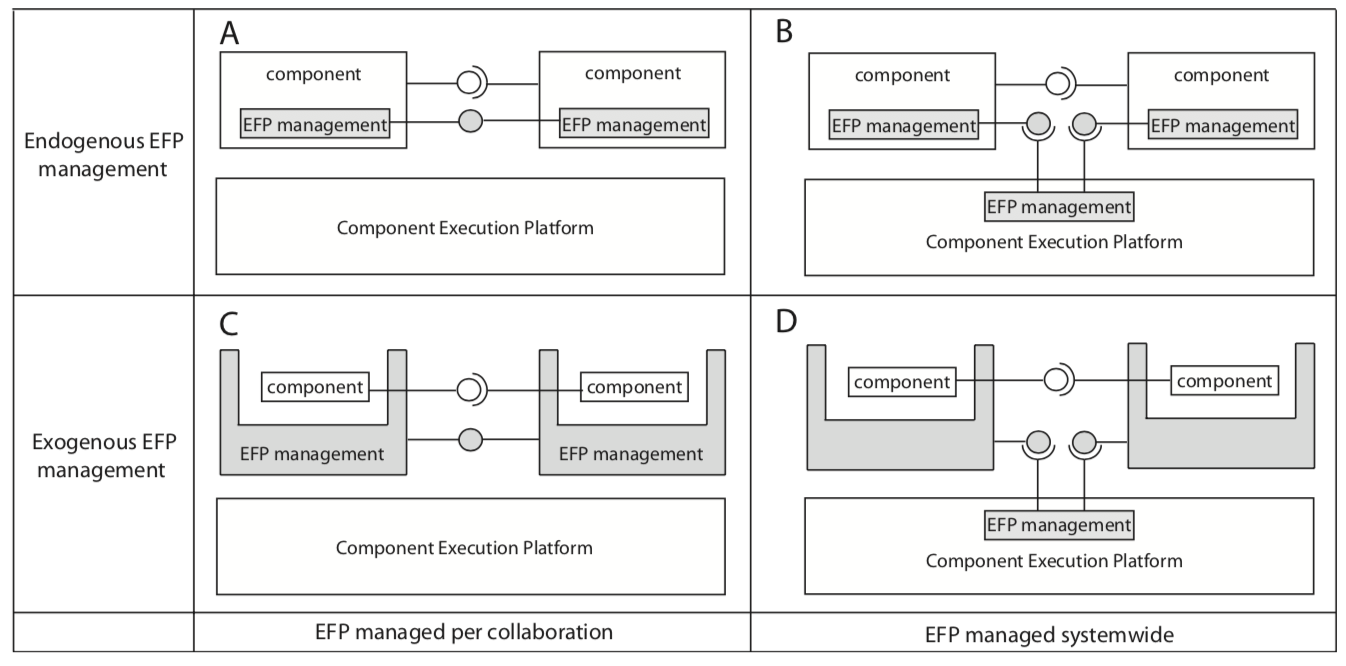 Endogenous EFP
management
A
component
component
EFP management
EFP management
Component Execution Platform
B
component
component
EFP management
EFP management
EFP management
Component Execution Platform
Exogenous EFP
management
C
component
component
EFP management
EFP management
Component Execution Platform
D
component
component
EFP management
Component Execution Platform
EFP managed per collaboration
EFP managed systemwide